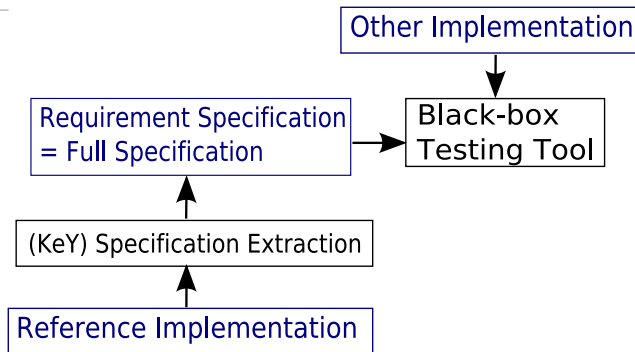 Other Implementation
Requirement Specification
= Full Specification
Black-box
Testing Tool
(KeY) Specification Extraction
Reference Implementation